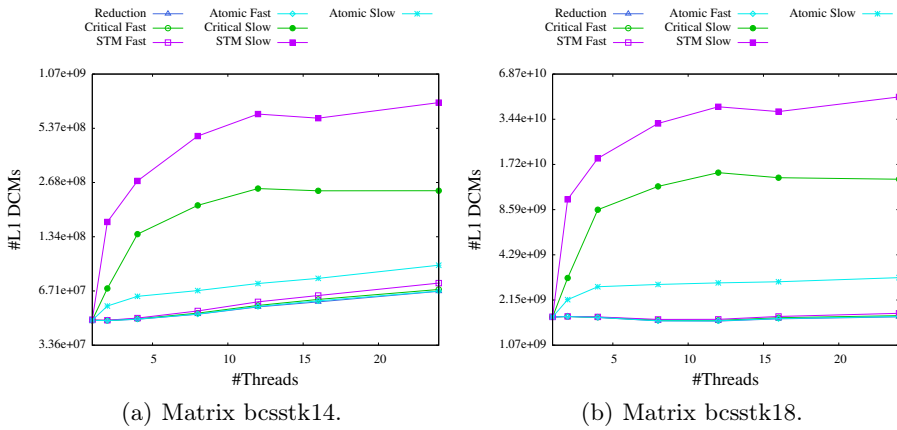 Reduction Atomic Fast Atomic Slow
Critical Fast Critical Slow
STM Fast STM Slow
1.07e+09
5.37e+08
2.68e+08
1.34e+08
6.71e+07
3.36e+07
#L1 DCMs
5 10 15 20
#Threads
(a) Matrix bcsstk14.
Reduction Atomic Fast Atomic Slow
Critical Fast Critical Slow
STM Fast STM Slow
6.87e+10
3.44e+10
1.72e+10
8.59e+09
4.29e+09
2.15e+09
1.07e+09
#L1 DCMs
5 10 15 20
#Threads
(b) Matrix bcsstk18.